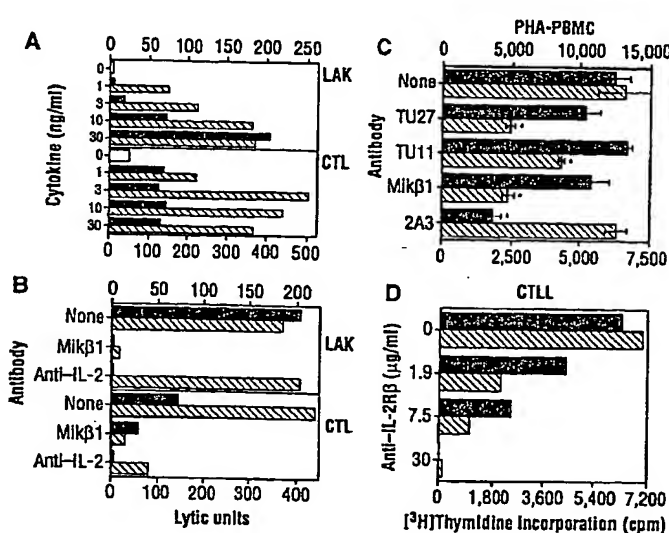 A
0 50 100 150 200 250
Cytokine (ng/ml)
0
1
3
10
30
LAK
0
1
3
10
30
CTL
0 100 200 300 400 500
B
0 50 100 150 200
Antibody
None
Mikβ1
Anti–IL-2
LAK
None
Mikβ1
Anti–IL-2
CTL
0 100 200 300 400
Lytic units
C
PHA-PBMC
0 5,000 10,000 15,000
Antibody
None
TU27
TU11
Mikβ1
2A3
0 2,500 5,000 7,500
D
CTLL
Anti–IL-2Rβ (μg/ml)
0
1.9
7.5
30
0 1,800 3,600 5,400 7,200
[³H]Thymidine Incorporation (cpm)